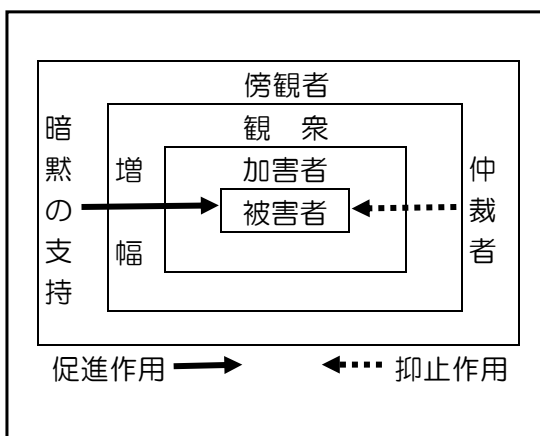 傍観者
観 衆
加害者
被害者
暗黙の支持
増幅
仲裁者
促進作用
抑止作用